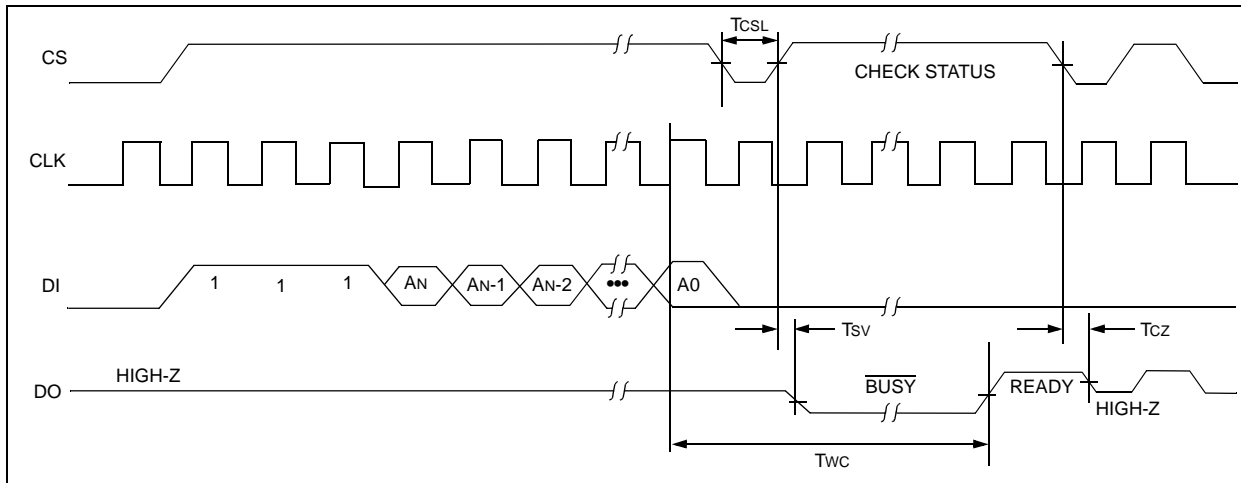 TCSL
CS
CHECK STATUS
CLK
DI
1 1 1 AN AN-1 AN-2 ••• A0
TSV
TCZ
HIGH-Z
DO
BUSY
READY
HIGH-Z
TWC